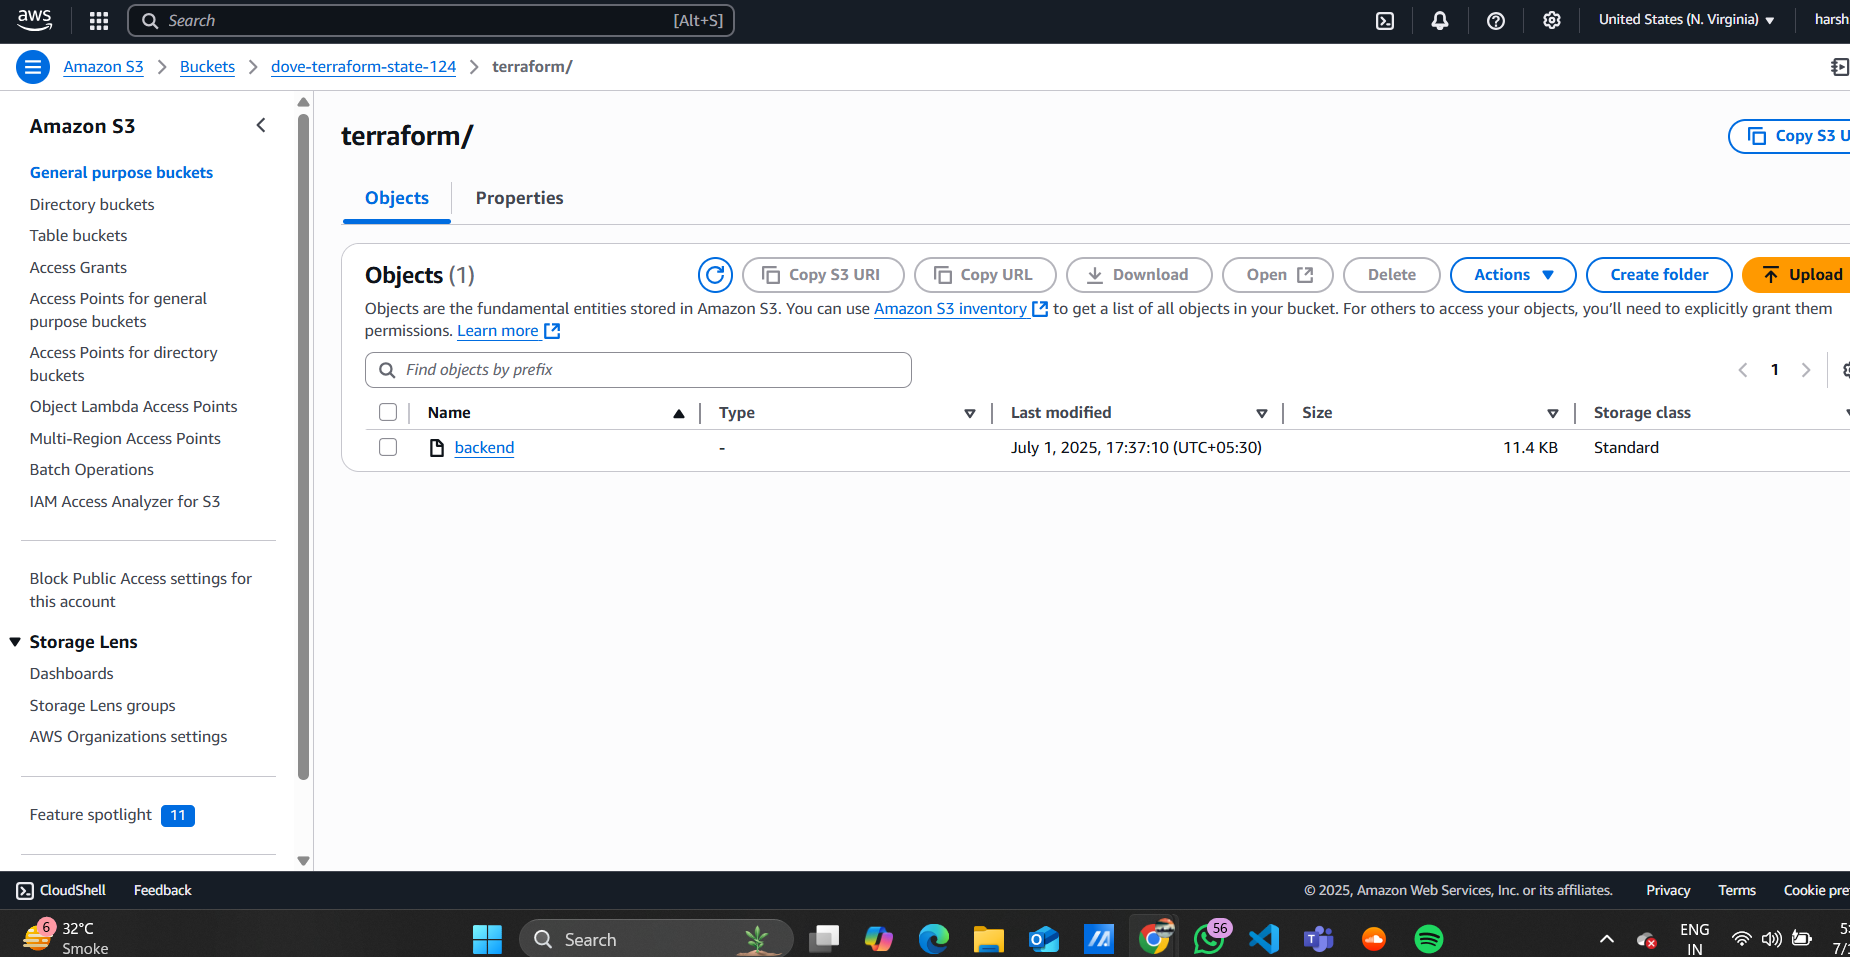 aws
Search [Alt+S]
United States (N. Virginia)
harsh
Amazon S3 > Buckets > dove-terraform-state-124 > terraform/
Amazon S3
General purpose buckets
Directory buckets
Table buckets
Access Grants
Access Points for general
purpose buckets
Access Points for directory
buckets
Object Lambda Access Points
Multi-Region Access Points
Batch Operations
IAM Access Analyzer for S3
Block Public Access settings for
this account
Storage Lens
Dashboards
Storage Lens groups
AWS Organizations settings
Feature spotlight 11
terraform/
Copy S3 U
Objects
Properties
Objects (1)
Copy S3 URI
Copy URL
Download
Open
Delete
Actions
Create folder
Upload
Objects are the fundamental entities stored in Amazon S3. You can use Amazon S3 inventory to get a list of all objects in your bucket. For others to access your objects, you'll need to explicitly grant them
permissions. Learn more
Find objects by prefix
1
Name Type Last modified Size Storage class
backend - July 1, 2025, 17:37:10 (UTC+05:30) 11.4 KB Standard
CloudShell Feedback © 2025, Amazon Web Services, Inc. or its affiliates. Privacy Terms Cookie pre
6
32°C
Smoke
Search
56
ENG
IN
5:
7/